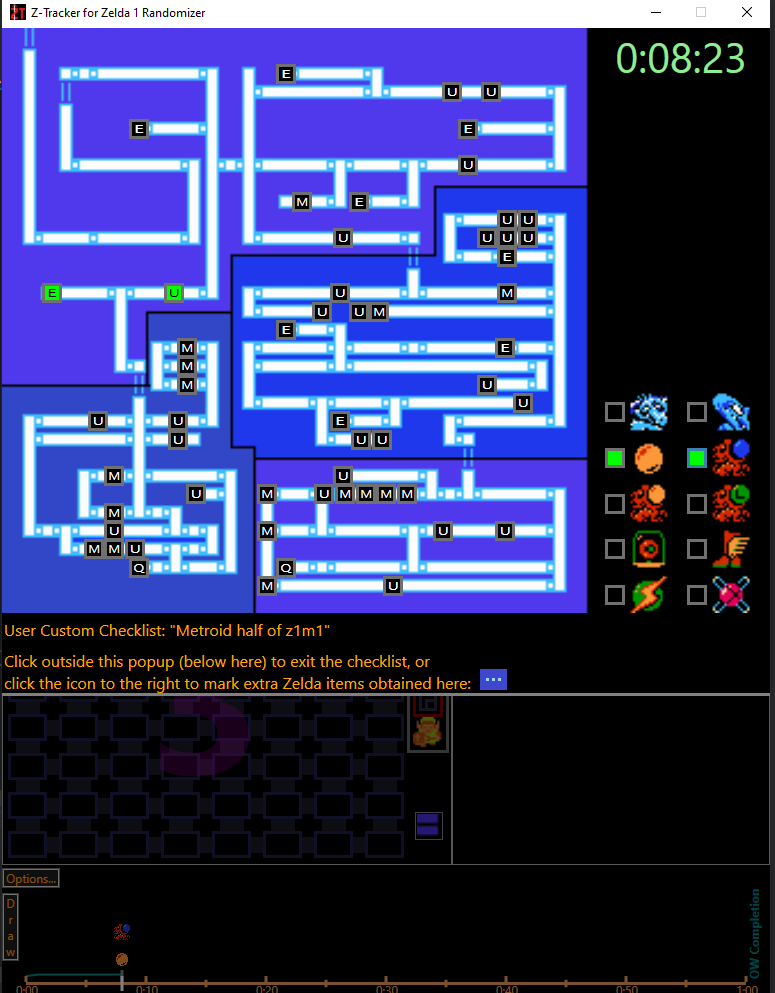 Z-Tracker for Zelda 1 Randomizer
0:08:23
E
U U
E E
U
M E
U
U U
U U U
E
E U
U M
U U M
E
M
M
M
E
U
U
U U
E
U
U U
M
U
U
M U M M M M
M
U
M
U U
M M U
Q
Q
M U
User Custom Checklist: "Metroid half of z1m1"
Click outside this popup (below here) to exit the checklist, or
click the icon to the right to mark extra Zelda items obtained here: ...
5
Options...
D
r
a
w
OW Completion
0:00 0:10 0:20 0:30 0:40 0:50 1:00